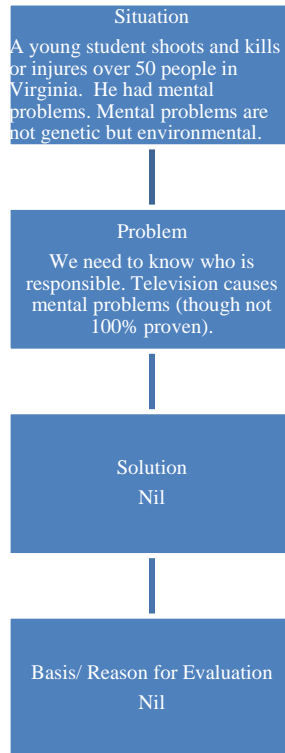 Situation
A young student shoots and kills
or injures over 50 people in
Virginia.  He had mental
problems. Mental problems are
not genetic but environmental.
Problem
We need to know who is
responsible. Television causes
mental problems (though not
100% proven).
Solution
Nil
Basis/ Reason for Evaluation
Nil